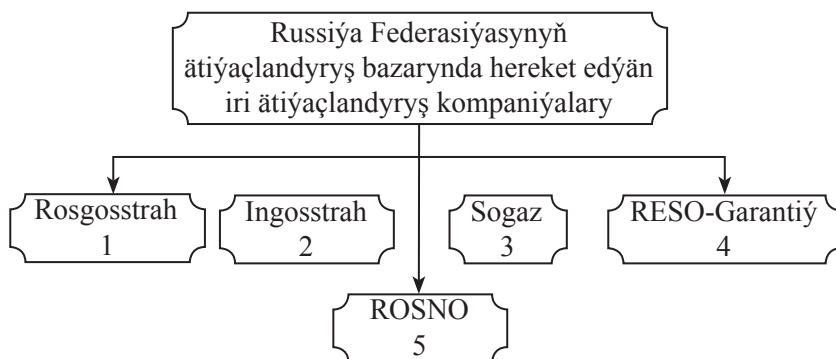 Russiýa Federasiýasynyň
ätiýaçlandyryş bazarynda hereket edýän
iri ätiýaçlandyryş kompaniýalary
Rosgosstrah
1
Ingosstrah
2
Sogaz
3
RESO-Garantiý
4
ROSNO
5